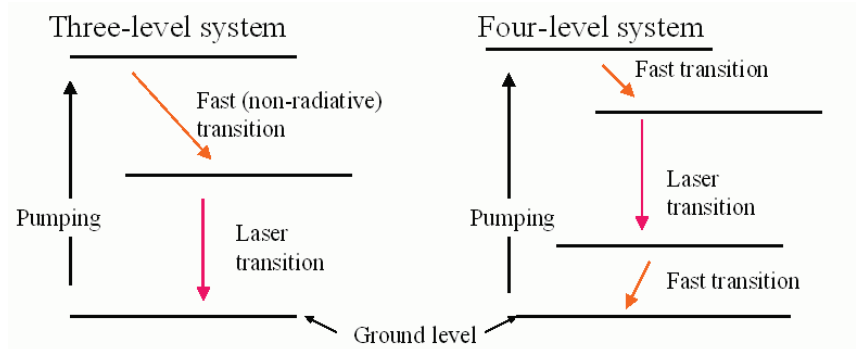 Three-level system
Fast (non-radiative)
transition
Pumping
Laser
transition
Four-level system
Fast transition
Laser
transition
Pumping
Fast transition
Ground level